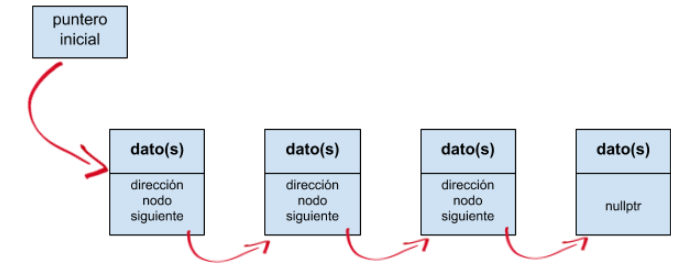 puntero
inicial
dato(s)
dirección
nodo
siguiente
dato(s)
dirección
nodo
siguiente
dato(s)
dirección
nodo
siguiente
dato(s)
nullptr